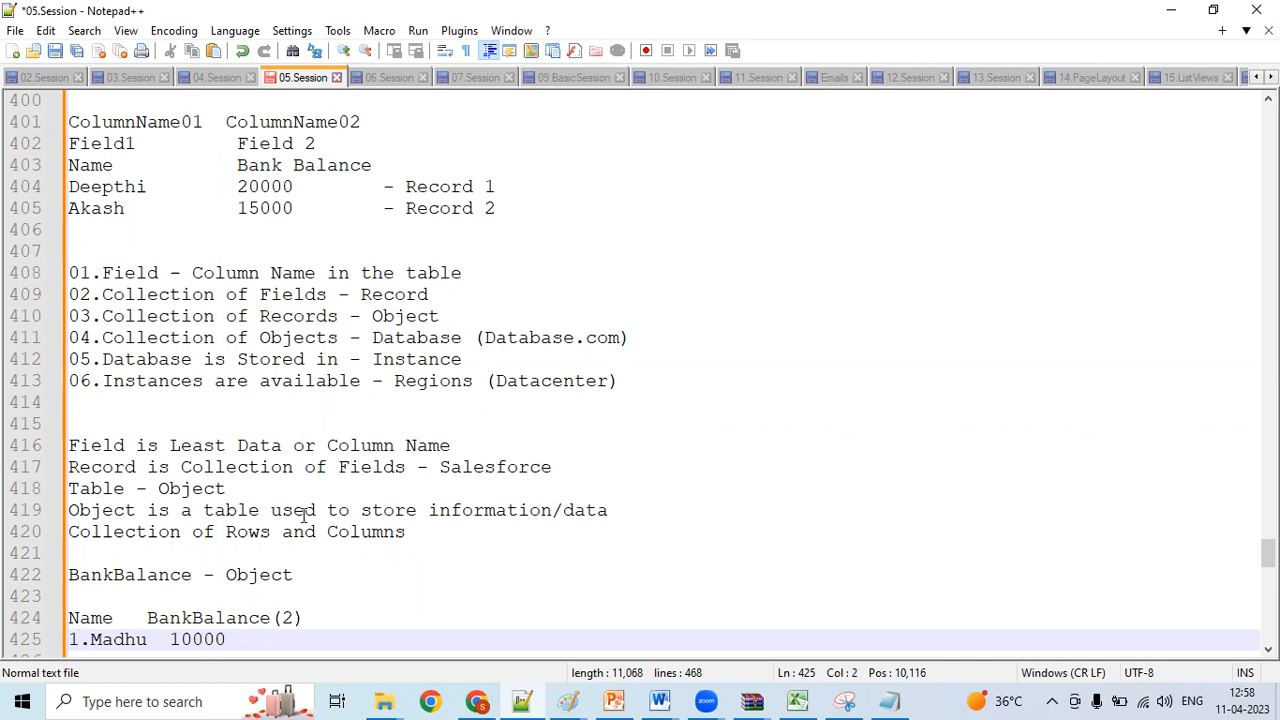 *05.Session - Notepad++
File Edit Search View Encoding Language Settings Tools Macro Run Plugins Window ?
02.Session 03.Session 04.Session 05.Session 06.Session 07.Session 09.BasicSession 10.Session 11.Session Emails 12.Session 13.Session 14.PageLayout 15.ListViews
400
401 ColumnName01 ColumnName02
402 Field1 Field 2
403 Name Bank Balance
404 Deepthi 20000 - Record 1
405 Akash 15000 - Record 2
406
407
408 01.Field - Column Name in the table
409 02.Collection of Fields - Record
410 03.Collection of Records - Object
411 04.Collection of Objects - Database (Database.com)
412 05.Database is Stored in - Instance
413 06.Instances are available - Regions (Datacenter)
414
415
416 Field is Least Data or Column Name
417 Record is Collection of Fields - Salesforce
418 Table - Object
419 Object is a table used to store information/data
420 Collection of Rows and Columns
421
422 BankBalance - Object
423
424 Name BankBalance(2)
425 1.Madhu 10000
Normal text file length : 11,068 lines : 468 Ln : 425 Col : 2 Pos : 10,116 Windows (CR LF) UTF-8 INS
Type here to search 36°C ENG 12:58
11-04-2023